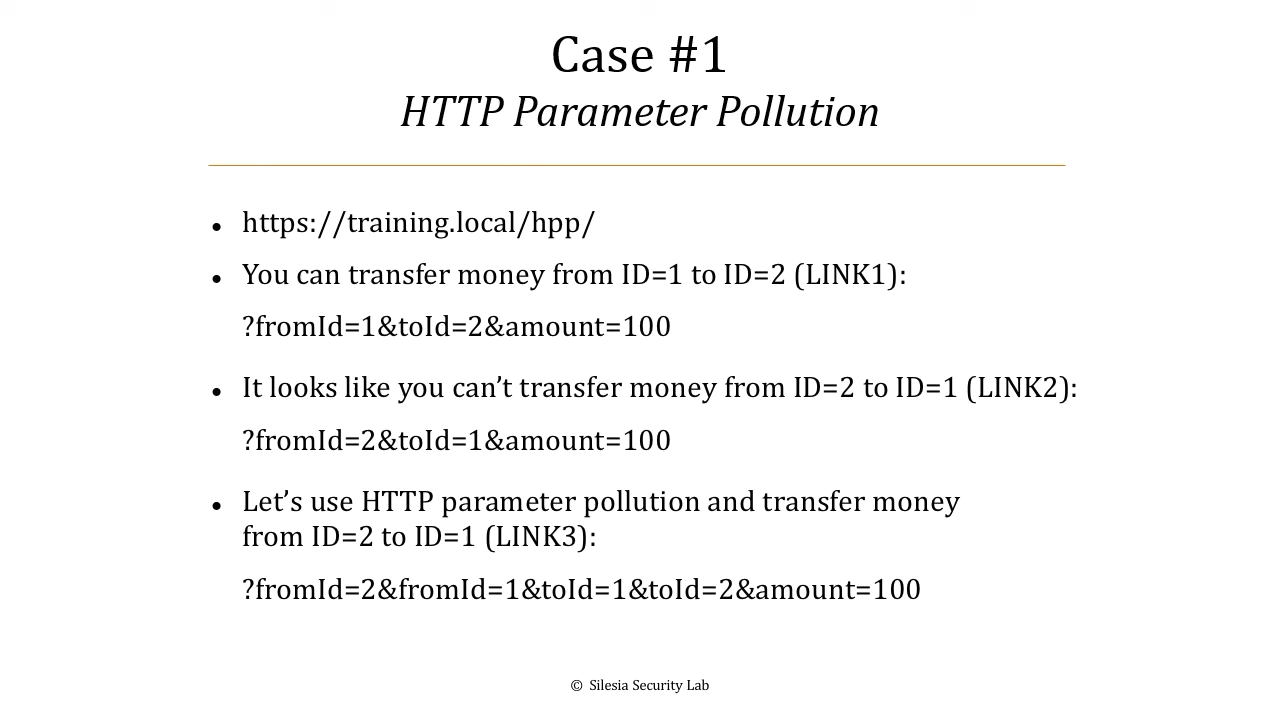 Case #1
HTTP Parameter Pollution
• https://training.local/hpp/
• You can transfer money from ID=1 to ID=2 (LINK1):
?fromId=1&toId=2&amount=100
• It looks like you can’t transfer money from ID=2 to ID=1 (LINK2):
?fromId=2&toId=1&amount=100
• Let’s use HTTP parameter pollution and transfer money
from ID=2 to ID=1 (LINK3):
?fromId=2&fromId=1&toId=1&toId=2&amount=100
© Silesia Security Lab